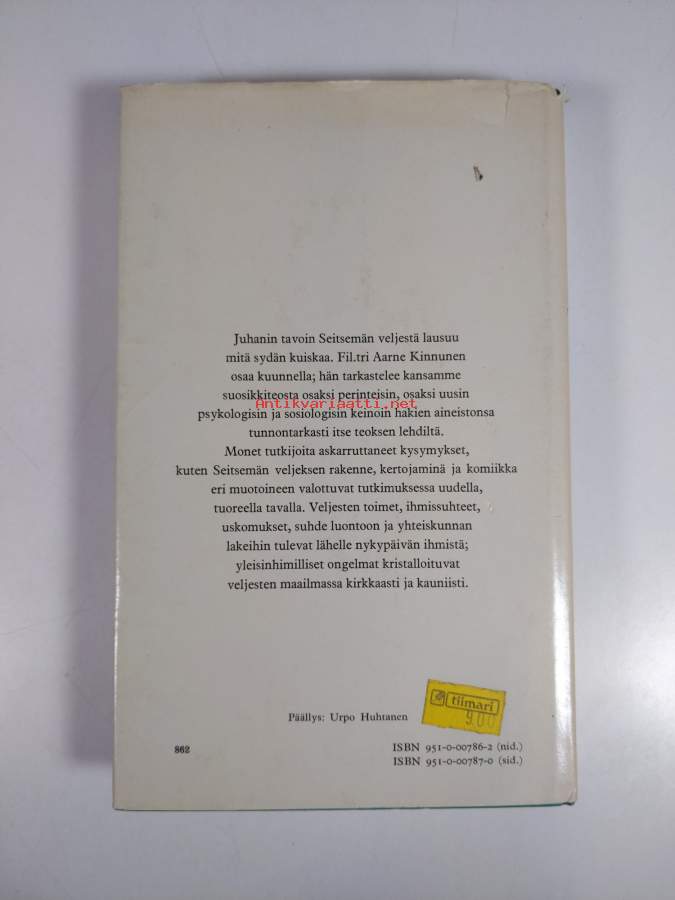 Juhanin tavoin Seitsemän veljestä lausuu
mitä sydän kuiskaa. Fil.tri Aarne Kinnunen
osaa kuunnella; hän tarkastelee kansamme
suosikkiteosta osaksi perinteisin, osaksi uusin
Antikvariaatti.net
psykologisin ja sosiologisin keinoin hakien aineistonsa
tunnontarkasti itse teoksen lehdiltä.
Monet tutkijoita askarruttaneet kysymykset,
kuten Seitsemän veljeksen rakenne, kertojaminä ja komiikka
eri muotoineen valottuvat tutkimuksessa uudella,
tuoreella tavalla. Veljesten toimet, ihmissuhteet,
uskomukset, suhde luontoon ja yhteiskunnan
lakeihin tulevat lähelle nykypäivän ihmistä;
yleisinhimilliset ongelmat kristalloituvat
veljesten maailmassa kirkkaasti ja kauniisti.
tiimari
9.00
Päällys: Urpo Huhtanen
862
ISBN 951-0-00786-2 (nid.)
ISBN 951-0-00787-0 (sid.)